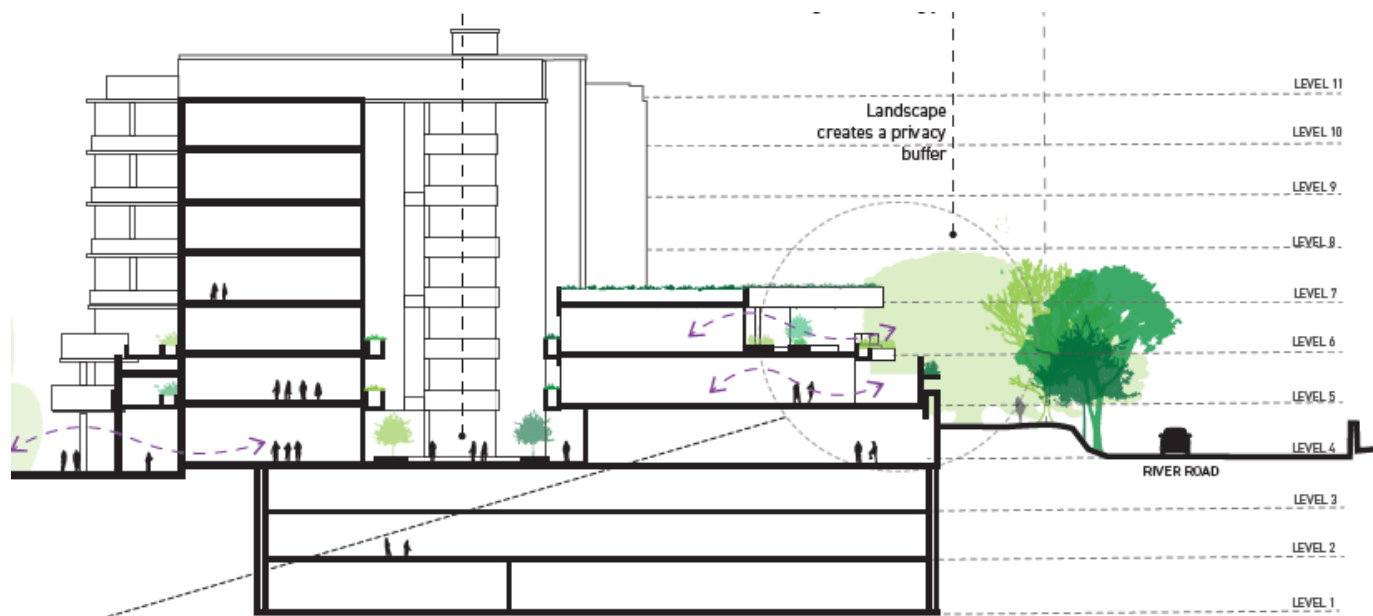 LEVEL 11
Landscape
creates a privacy
buffer
LEVEL 10
LEVEL 9
LEVEL 8
LEVEL 7
LEVEL 6
LEVEL 5
LEVEL 4
RIVER ROAD
LEVEL 3
LEVEL 2
LEVEL 1